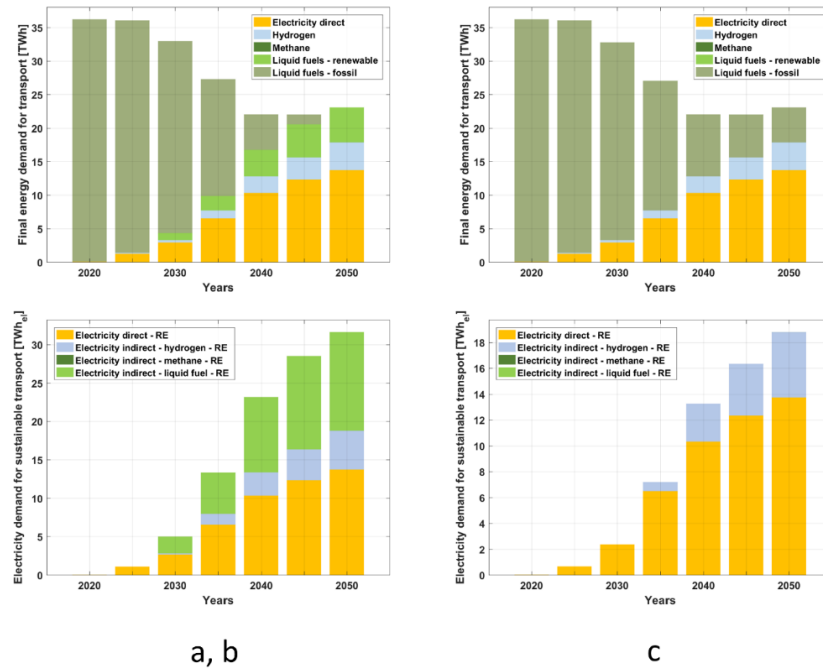 Final energy demand for transport [TWh]
35
30
25
20
15
10
5
0
Electricity direct
Hydrogen
Methane
Liquid fuels - renewable
Liquid fuels - fossil
2020 2030 2040 2050
Years
Final energy demand for transport [TWh]
35
30
25
20
15
10
5
0
Electricity direct
Hydrogen
Methane
Liquid fuels - renewable
Liquid fuels - fossil
2020 2030 2040 2050
Years
Electricity demand for sustainable transport [TWhel]
30
25
20
15
10
5
0
Electricity direct - RE
Electricity indirect - hydrogen - RE
Electricity indirect - methane - RE
Electricity indirect - liquid fuel - RE
2020 2030 2040 2050
Years
Electricity demand for sustainable transport [TWhel]
18
16
14
12
10
8
6
4
2
0
Electricity direct - RE
Electricity indirect - hydrogen - RE
Electricity indirect - methane - RE
Electricity indirect - liquid fuel - RE
2020 2030 2040 2050
Years
a, b
c